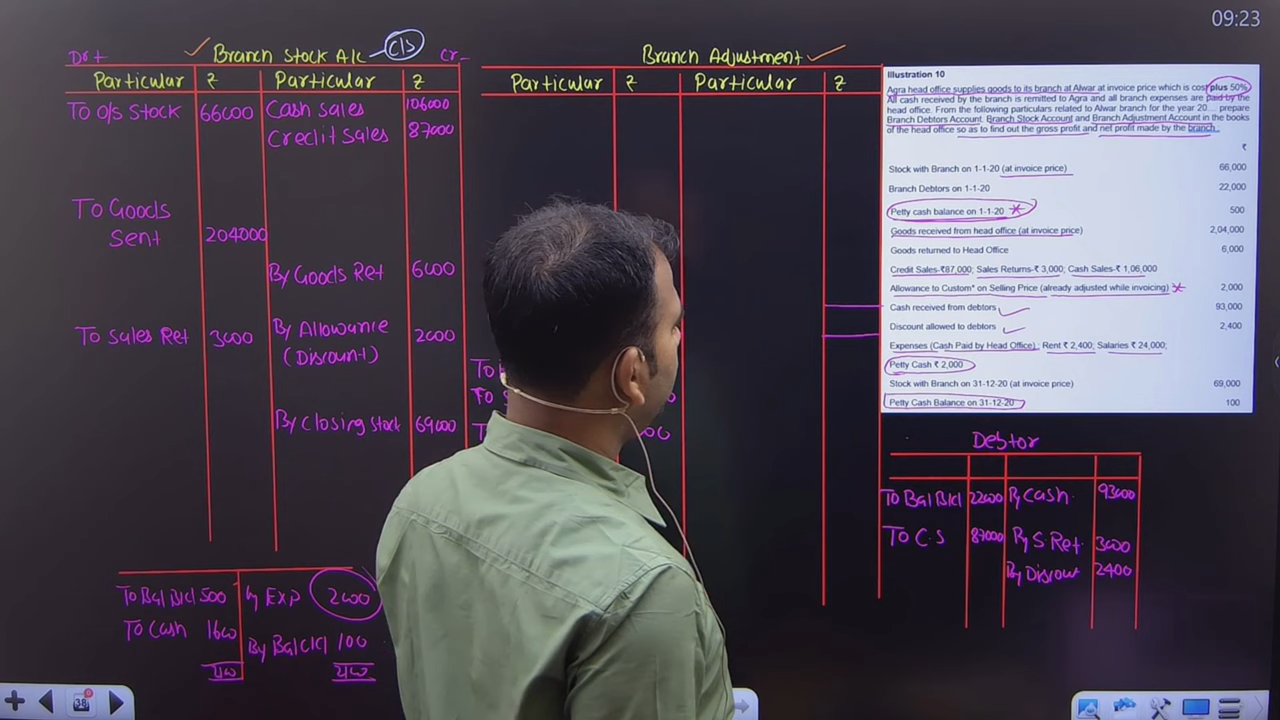 09:23
Dr + Branch Stock A/c C/S Cr -
Particular ₹ Particular ₹
To o/s Stock 66000 Cash Sales 106000
Credit Sales 87000
To Goods Sent 204000
By Goods Ret 6000
To Sales Ret 3000 By Allowance 2000
(Discount)
By Closing Stock 69000
To Bal B/d 500 By Exp 2000
To Cash 1600
By Bal C/d 100
Branch Adjustment
Particular ₹ Particular ₹
Illustration 10
Agra head office supplies goods to its branch at Alwar at invoice price which is cost plus 50%.
All cash received by the branch is remitted to Agra and all branch expenses are paid by the
head office. From the following particulars related to Alwar branch for the year 20.... prepare
Branch Debtors Account. Branch Stock Account and Branch Adjustment Account in the books
of the head office so as to find out the gross profit and net profit made by the branch.
₹
Stock with Branch on 1-1-20 (at invoice price) 66,000
Branch Debtors on 1-1-20 22,000
Petty cash balance on 1-1-20 500
Goods received from head office (at invoice price) 2,04,000
Goods returned to Head Office 6,000
Credit Sales-₹87,000; Sales Returns-₹ 3,000; Cash Sales-₹ 1,06,000
Allowance to Custom* on Selling Price (already adjusted while invoicing) 2,000
Cash received from debtors 93,000
Discount allowed to debtors 2,400
Expenses (Cash Paid by Head Office) : Rent ₹ 2,400; Salaries ₹ 24,000;
Petty Cash ₹ 2,000
Stock with Branch on 31-12-20 (at invoice price) 69,000
Petty Cash Balance on 31-12-20 100
Debtor
To Bal B/d 22000 By Cash 93000
To C.S 87000 By S. Ret 3000
By Discount 2400
38